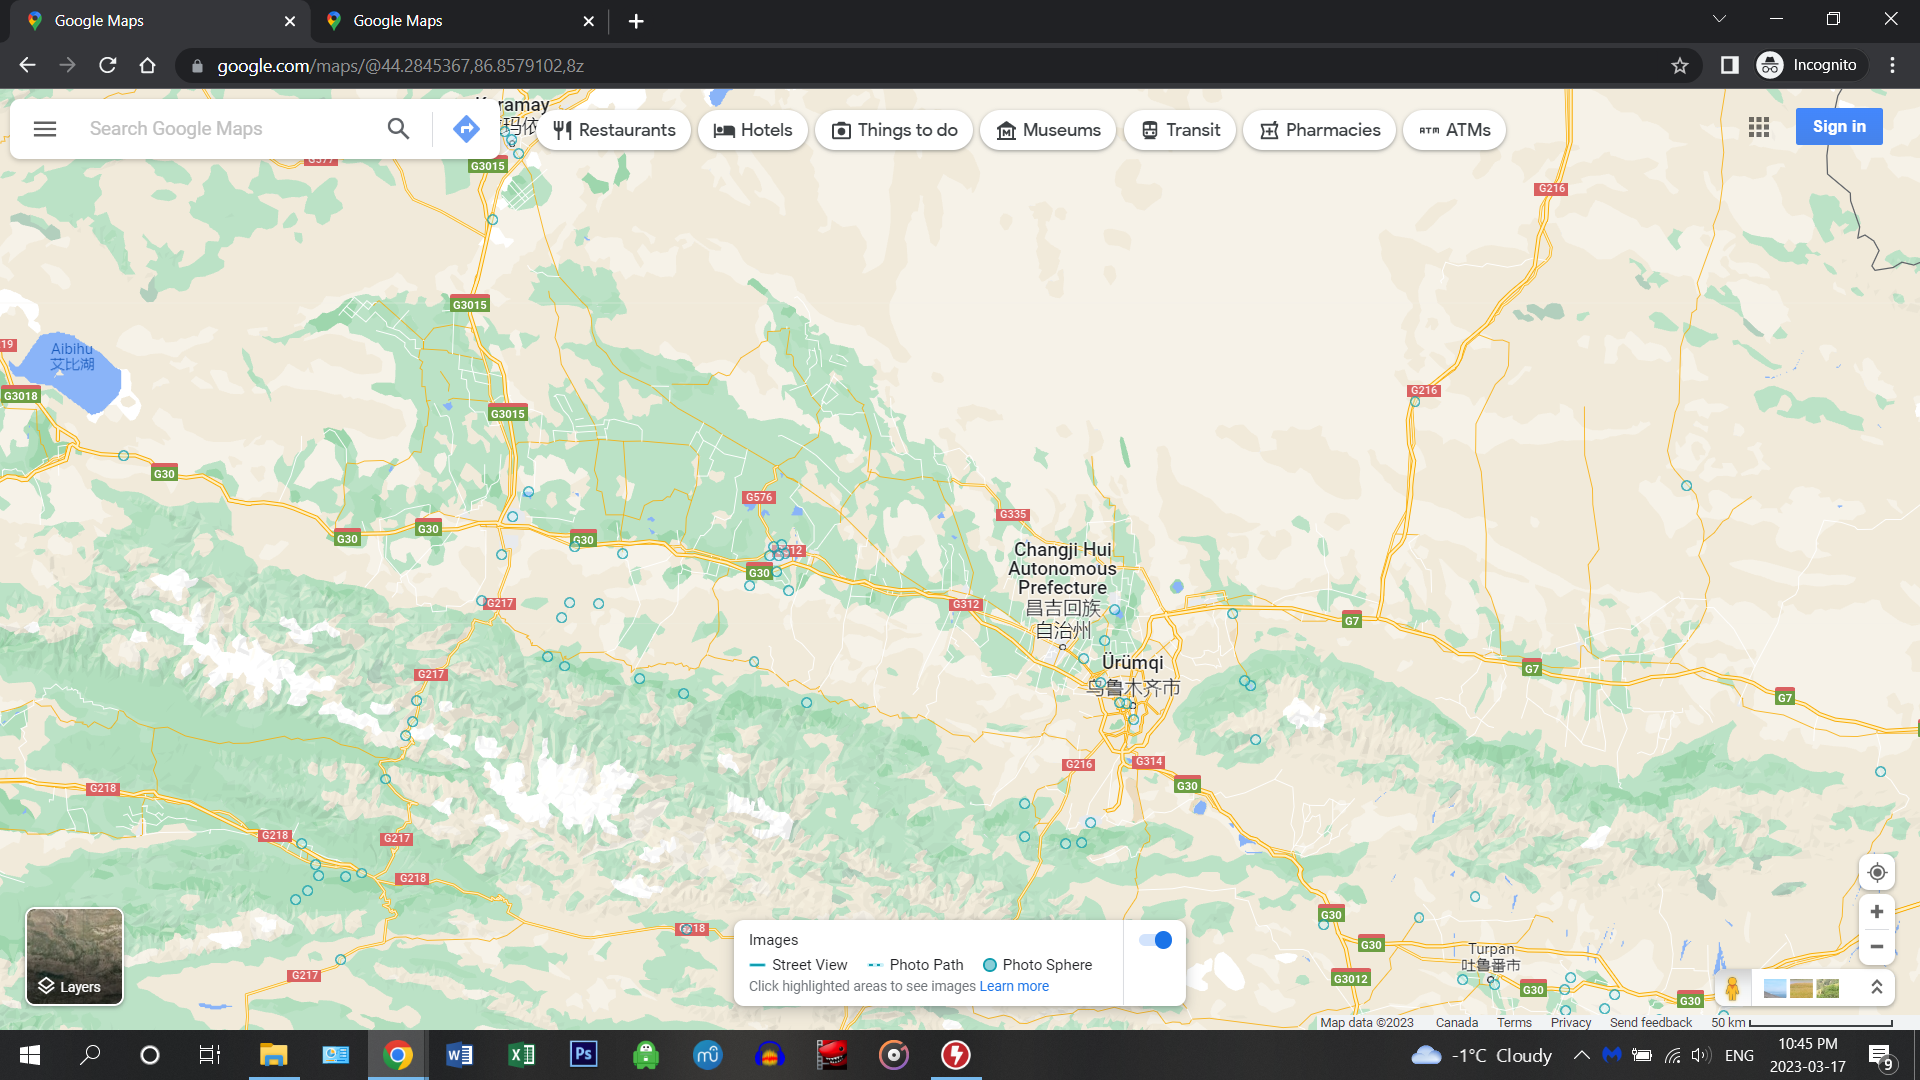 Google Maps
Google Maps
google.com/maps/@44.2845367,86.8579102,8z
Incognito
Search Google Maps
Restaurants
Hotels
Things to do
Museums
Transit
Pharmacies
ATM
ATMs
Sign in
G3015
G216
G3015
Aibihu
艾比湖
19
G3018
G216
G3015
G30
G576
G335
G30
G30
G30
G30
G312
G217
Changji Hui
Autonomous
Prefecture
昌吉回族
自治州
G7
Ürümqi
乌鲁木齐市
G217
G7
G7
G216
G314
G30
G218
G218
G217
G218
G218
G217
G30
G30
G3012
Turpan
吐鲁番市
G30
G30
Images
Street View
Photo Path
Photo Sphere
Click highlighted areas to see images Learn more
Layers
Map data ©2023
Canada
Terms
Privacy
Send feedback
50 km
W
X
Ps
-1°C Cloudy
ENG
10:45 PM
2023-03-17
9